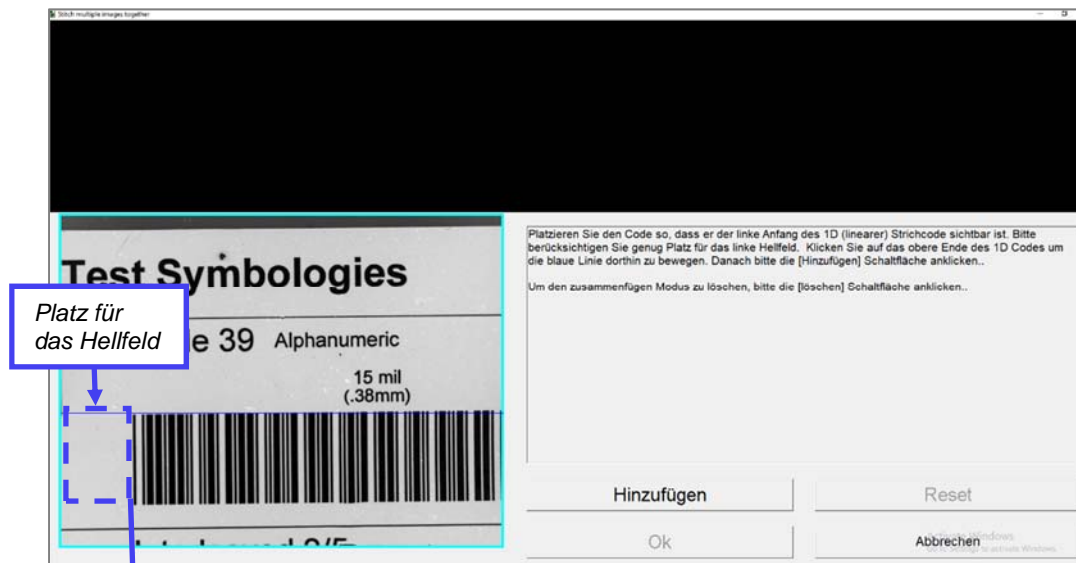 Stitch multiple images together
Test Symbologies
Platz für
das Hellfeld
e 39 Alphanumeric
15 mil
(.38mm)
Platzieren Sie den Code so, dass er der linke Anfang des 1D (linearer) Strichcode sichtbar ist. Bitte
berücksichtigen Sie genug Platz für das linke Hellfeld. Klicken Sie auf das obere Ende des 1D Codes um
die blaue Linie dorthin zu bewegen. Danach bitte die [Hinzufügen] Schaltfläche anklicken..
Um den zusammenfügen Modus zu löschen, bitte die [löschen] Schaltfläche anklicken..
Hinzufügen
Reset
Ok
Abbrechen